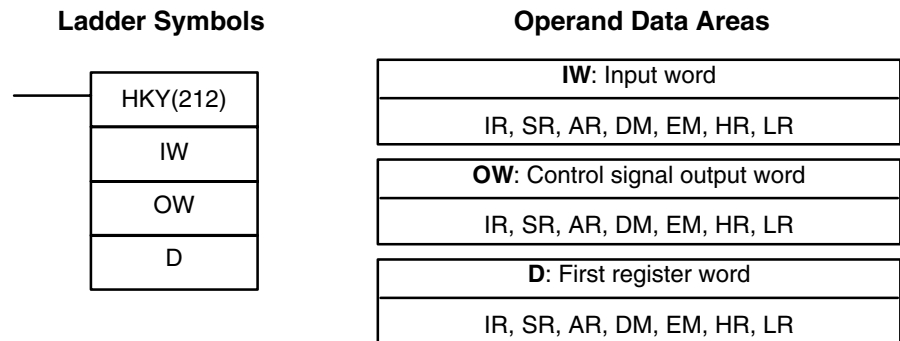 Ladder Symbols
HKY(212)
IW
OW
D
Operand Data Areas
IW: Input word
IR, SR, AR, DM, EM, HR, LR
OW: Control signal output word
IR, SR, AR, DM, EM, HR, LR
D: First register word
IR, SR, AR, DM, EM, HR, LR